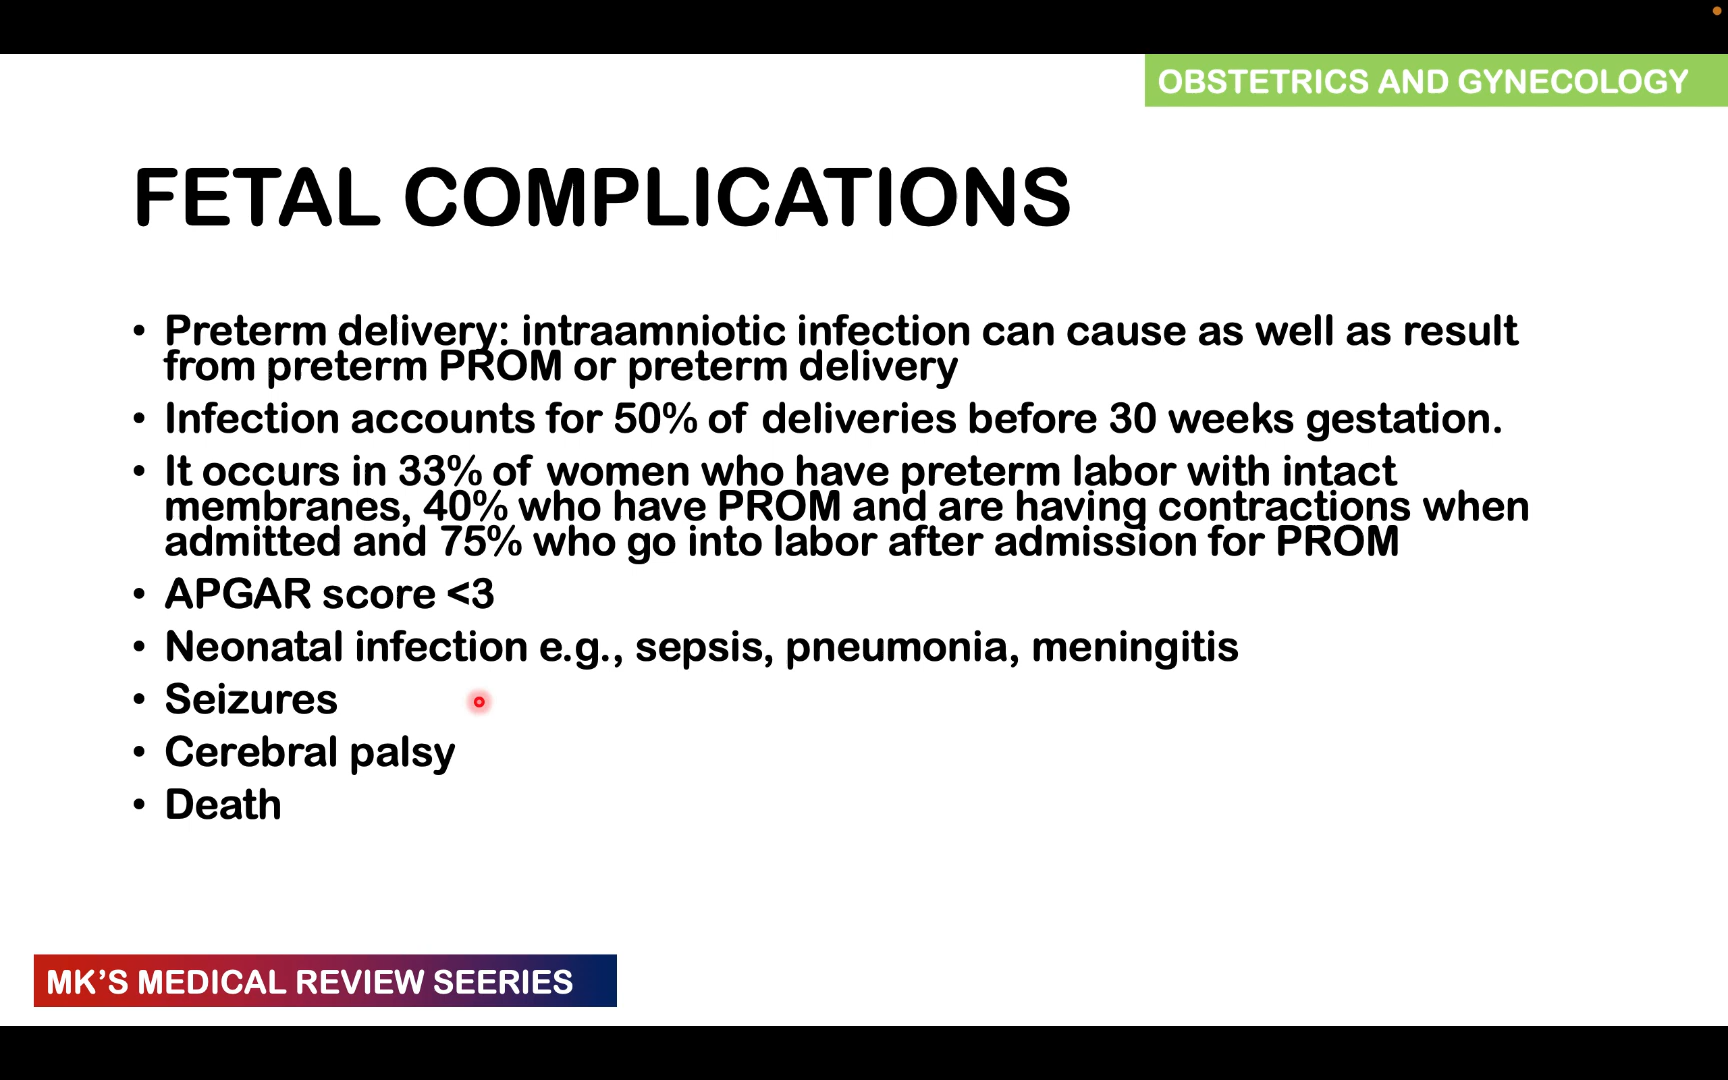 OBSTETRICS AND GYNECOLOGY
FETAL COMPLICATIONS
• Preterm delivery: intraamniotic infection can cause as well as result
from preterm PROM or preterm delivery
• Infection accounts for 50% of deliveries before 30 weeks gestation.
• It occurs in 33% of women who have preterm labor with intact
membranes, 40% who have PROM and are having contractions when
admitted and 75% who go into labor after admission for PROM
• APGAR score <3
• Neonatal infection e.g., sepsis, pneumonia, meningitis
• Seizures
• Cerebral palsy
• Death
MK’S MEDICAL REVIEW SEERIES